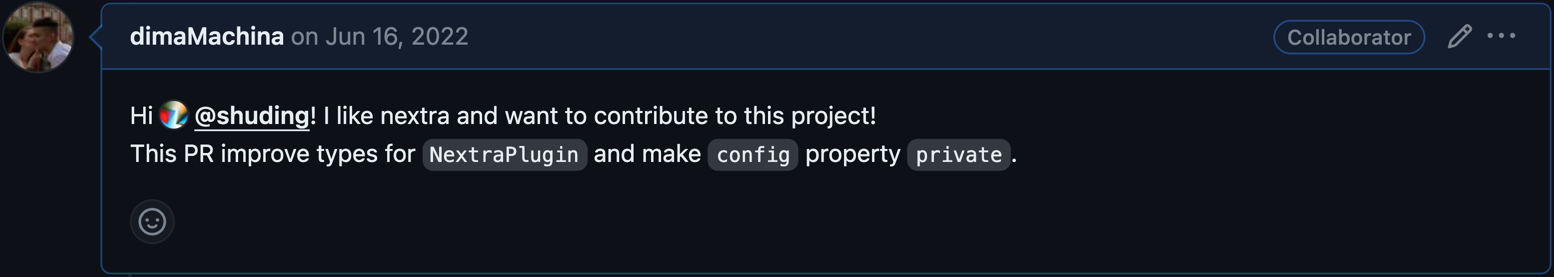 dimaMachina on Jun 16, 2022 Collaborator
Hi @shuding! I like nextra and want to contribute to this project!
This PR improve types for NextraPlugin and make config property private.